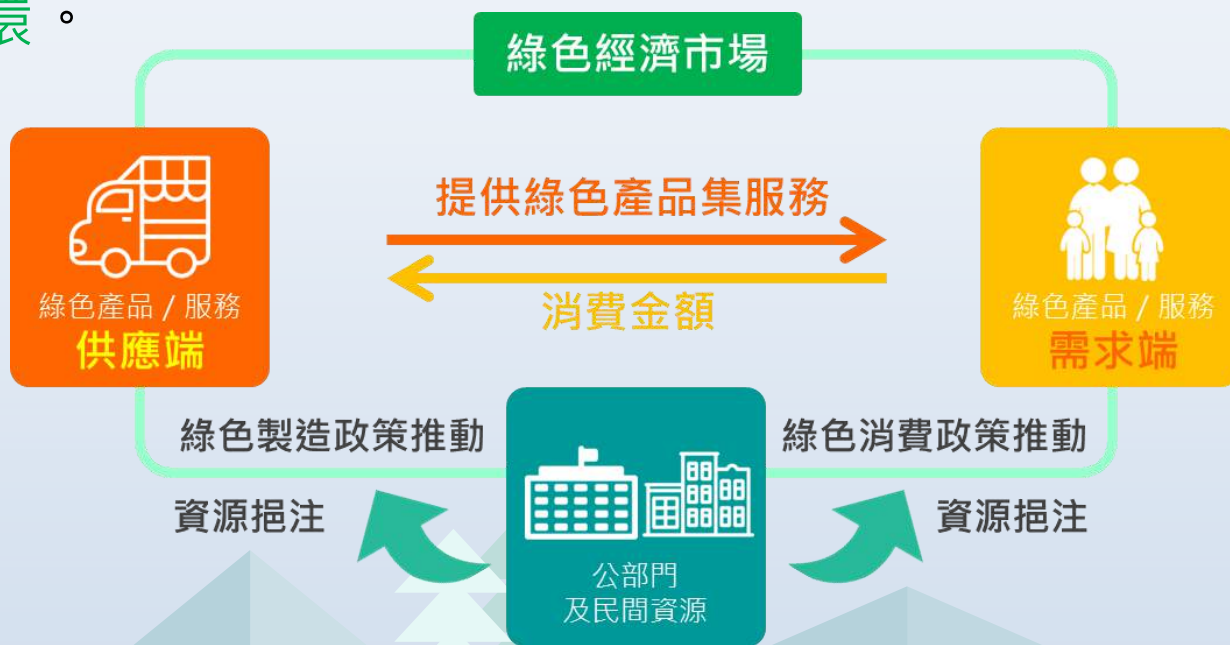 。
綠色經濟市場
提供綠色產品集服務
消費金額
綠色產品 / 服務
供應端
綠色產品 / 服務
需求端
綠色製造政策推動
資源挹注
綠色消費政策推動
資源挹注
公部門
及民間資源